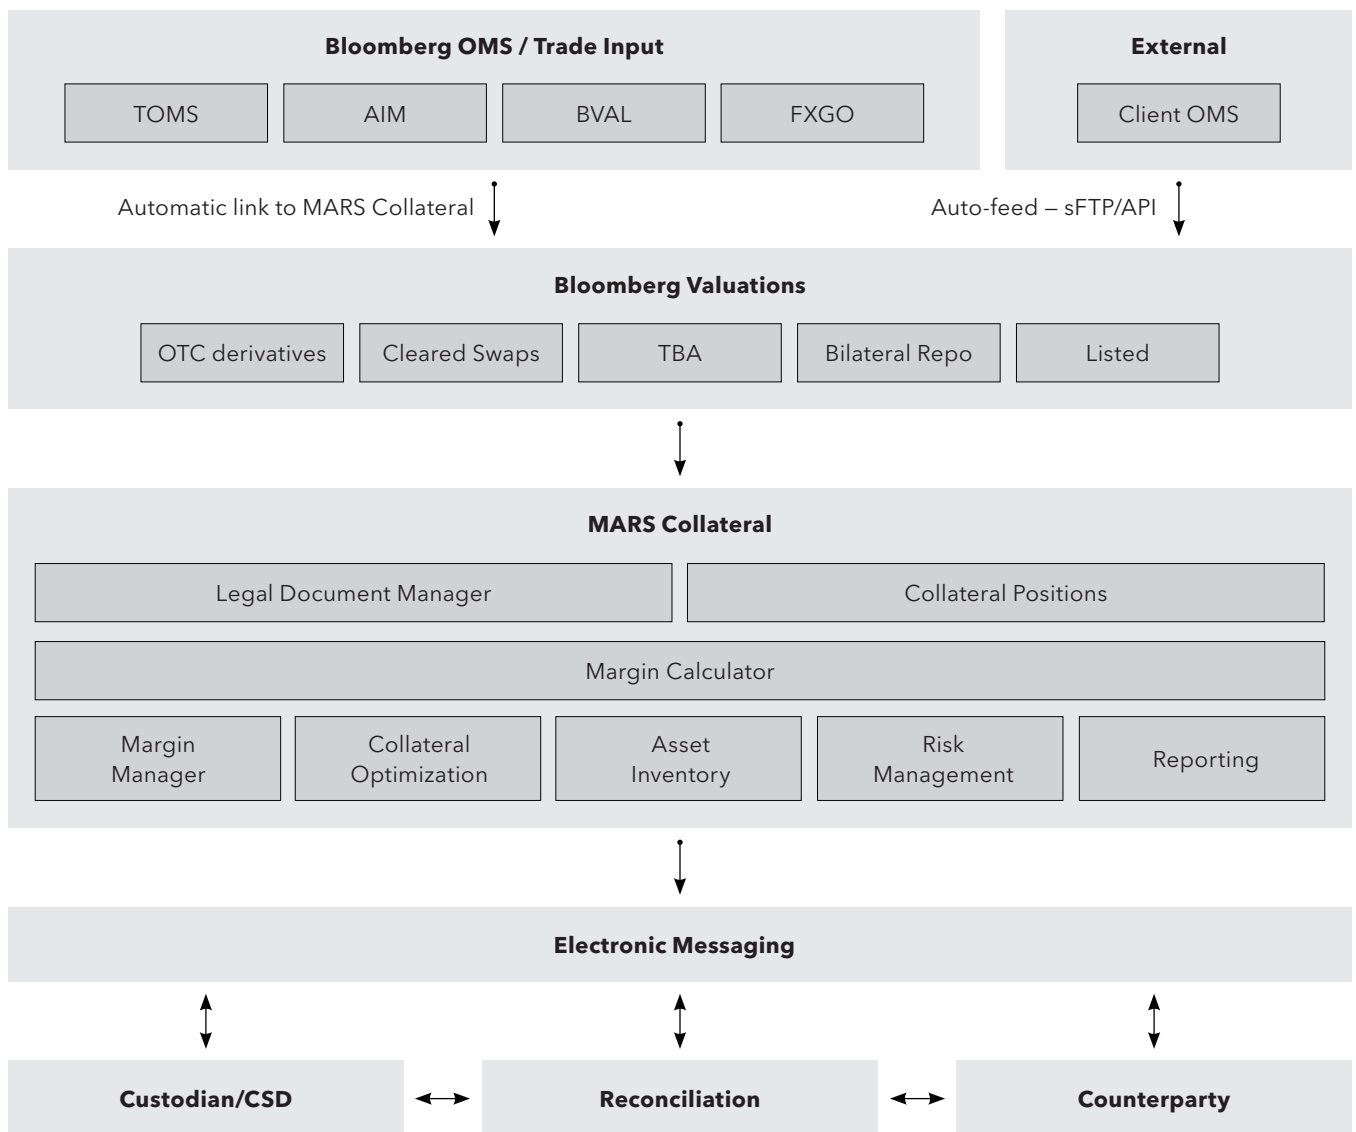 Bloomberg OMS / Trade Input
TOMS
AIM
BVAL
FXGO
External
Client OMS
Automatic link to MARS Collateral
Auto-feed – sFTP/API
Bloomberg Valuations
OTC derivatives
Cleared Swaps
TBA
Bilateral Repo
Listed
MARS Collateral
Legal Document Manager
Collateral Positions
Margin Calculator
Margin
Manager
Collateral
Optimization
Asset
Inventory
Risk
Management
Reporting
Electronic Messaging
Custodian/CSD
Reconciliation
Counterparty